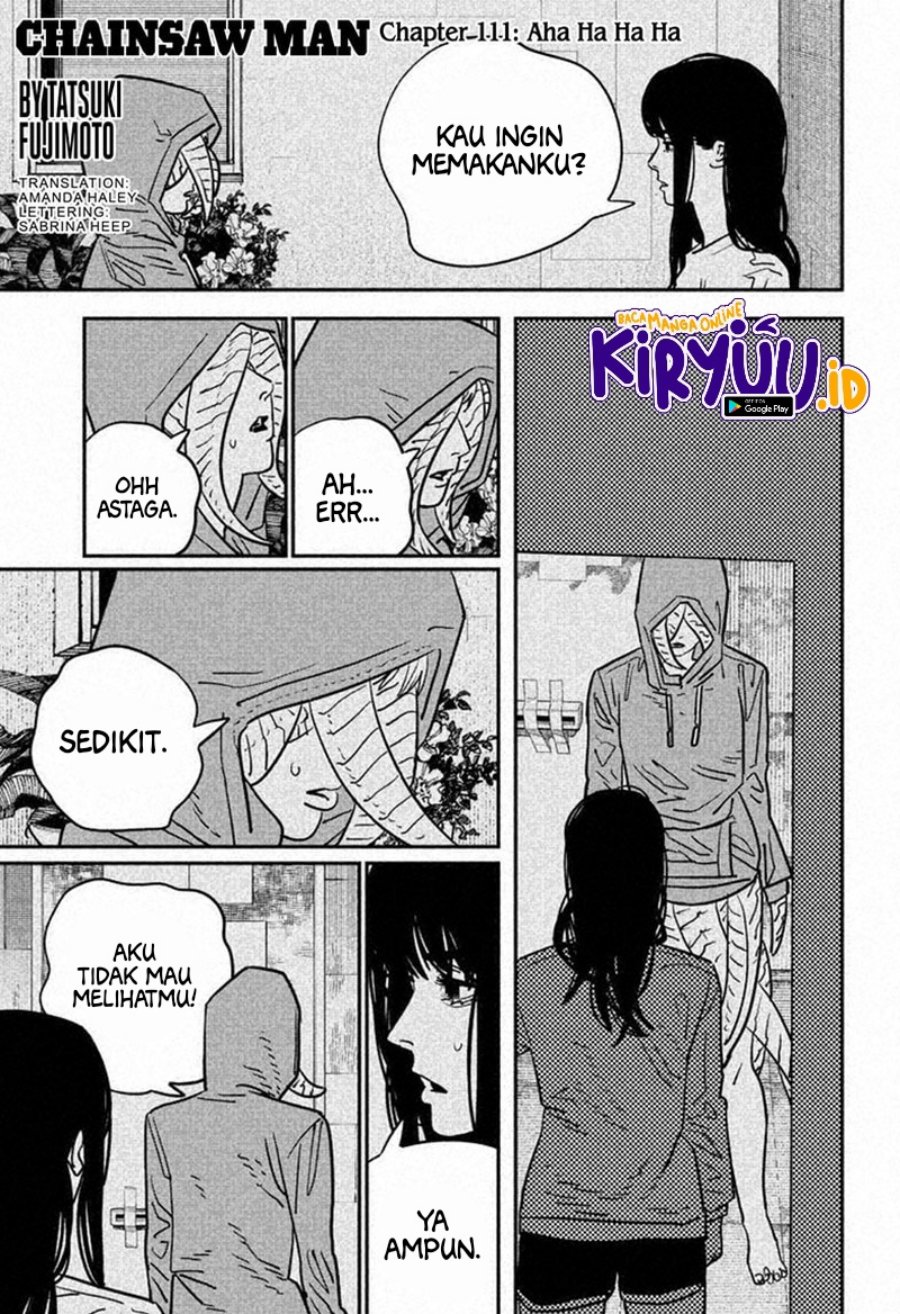 CHAINSAW MAN
Chapter 111: Aha Ha Ha Ha
BY TATSUKI
FUJIMOTO
TRANSLATION:
AMANDA HALEY
LETTERING:
SABRINA HEEP
KAU INGIN
MEMAKANKU?
BACA MANGA ONLINE
KIRYUU.id
GET IT ON
Google Play
AH...
ERR...
OHH
ASTAGA.
SEDIKIT.
YA
AMPUN.
AKU
TIDAK MAU
MELIHATMU!